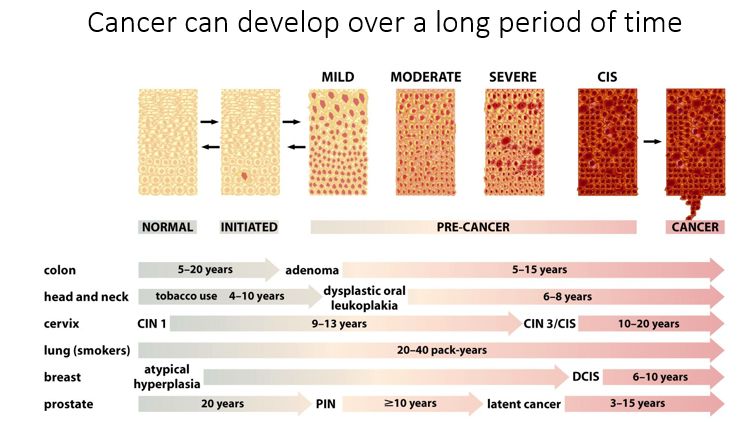 Cancer can develop over a long period of time
MILD MODERATE SEVERE CIS
NORMAL INITIATED PRE-CANCER CANCER
colon 5–20 years adenoma 5–15 years
head and neck tobacco use 4–10 years dysplastic oral leukoplakia 6–8 years
cervix CIN 1 9–13 years CIN 3/CIS 10–20 years
lung (smokers) 20–40 pack-years
breast atypical hyperplasia DCIS 6–10 years
prostate 20 years PIN ≥10 years latent cancer 3–15 years